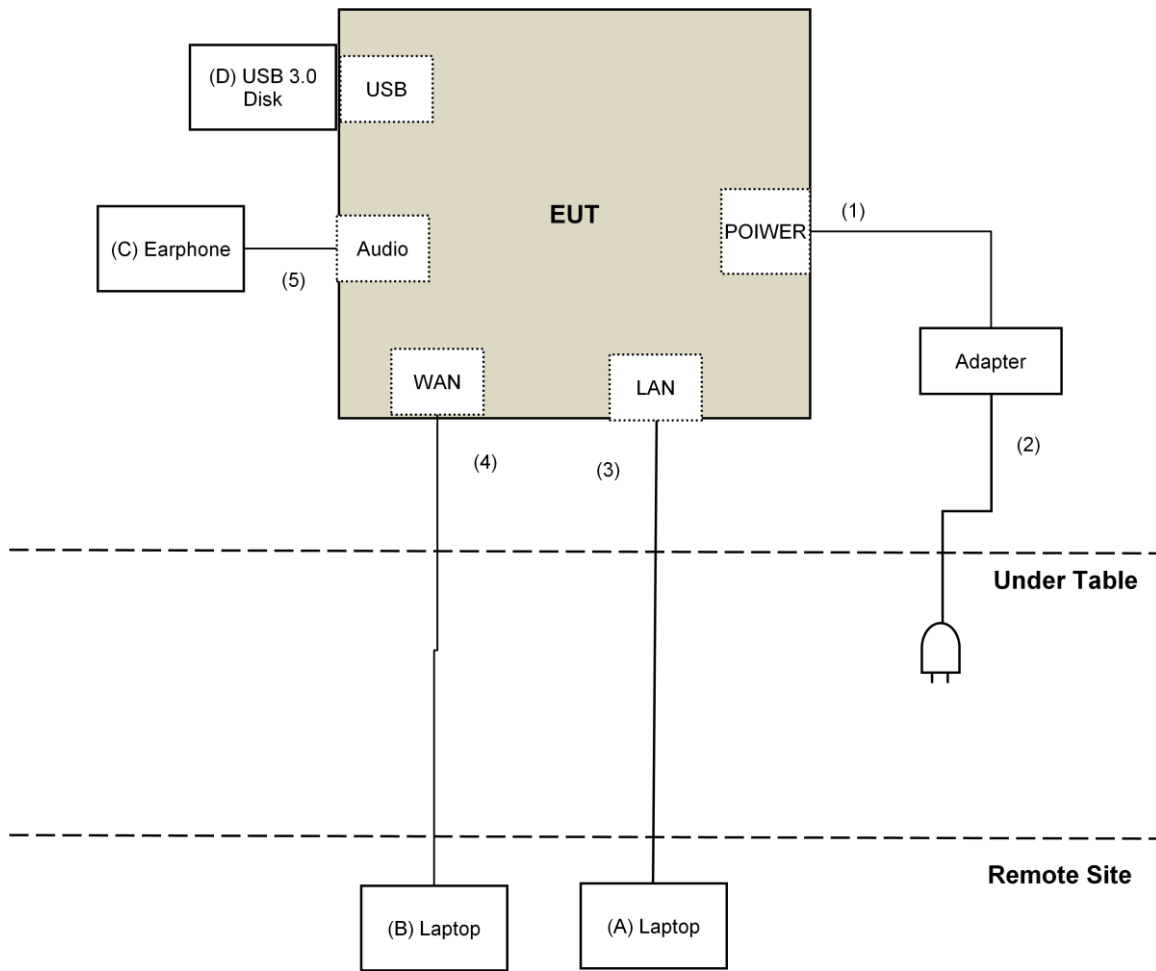 (D) USB 3.0
Disk
USB
EUT
(1)
POIWER
(C) Earphone
Audio
(5)
Adapter
WAN
LAN
(2)
(4)
(3)
Under Table
Remote Site
(B) Laptop
(A) Laptop